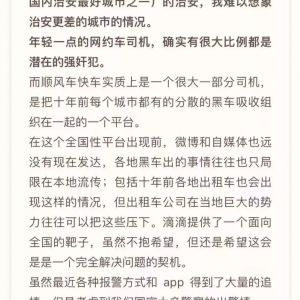 国内治安最好城市之一的治安，我难以想象
治安更差的城市的情况。
年轻一点的网约车司机，确实有很大比例都是
潜在的强奸犯。
而顺风车快车实质上是一个很大一部分司机，
是把十年前每个城市都有的分散的黑车吸收组
织在一起的一个平台。
在这个全国性平台出现前，微博和自媒体也远
没有现在发达，各地黑车出的事情往往也只局
限在本地流传；包括十年前各地出租车也会出
现这样的情况，但出租车公司在当地巨大的势
力往往可以把这些压下。滴滴提供了一个面向
全国的靶子，虽然不抱希望，但还是希望这会
是是一个完全解决问题的契机。
虽然最近各种报警方式和 app 得到了大量的追